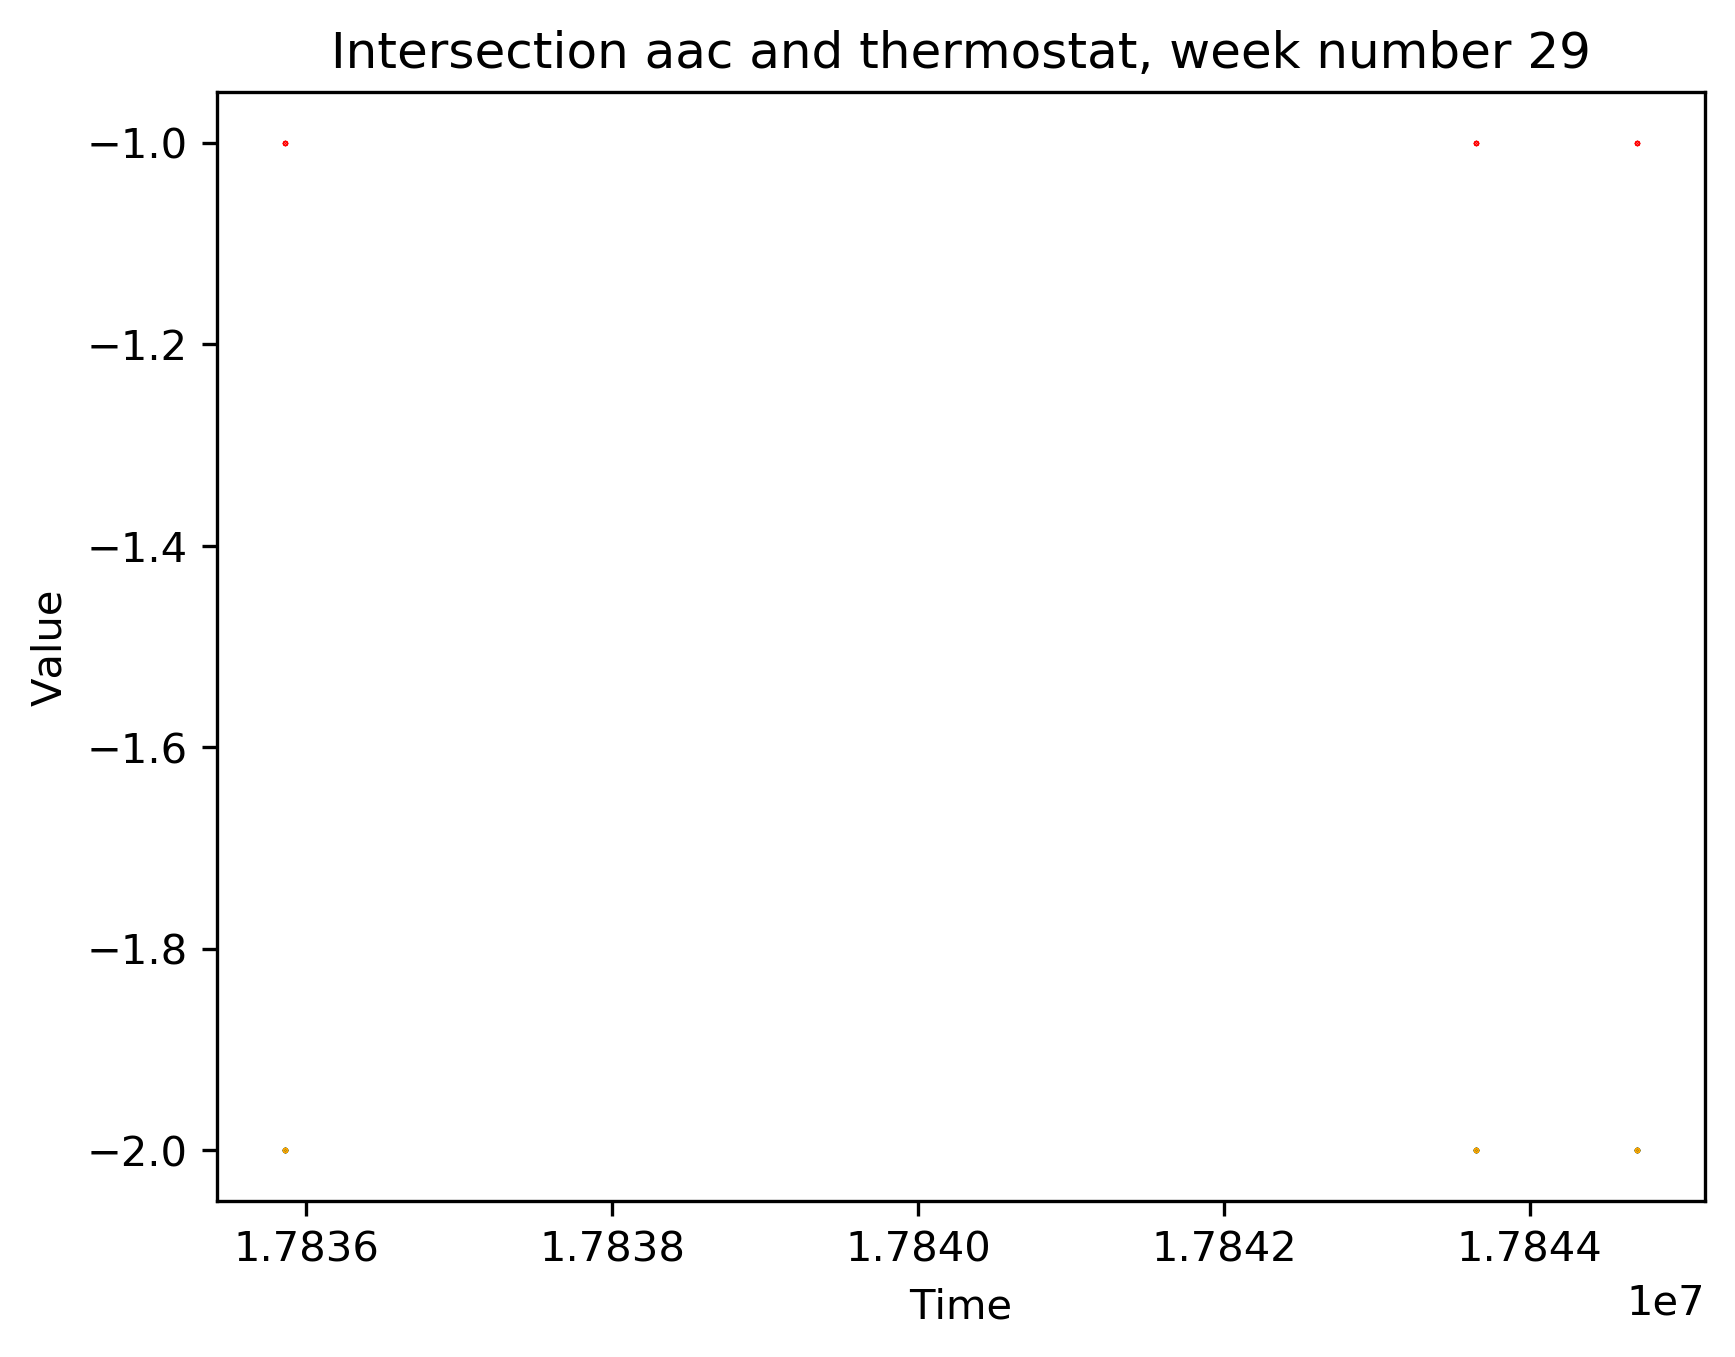 Intersection aac and thermostat, week number 29
−1.0
−1.2
−1.4
−1.6
−1.8
−2.0
Value
1.7836 1.7838 1.7840 1.7842 1.7844
1e7
Time